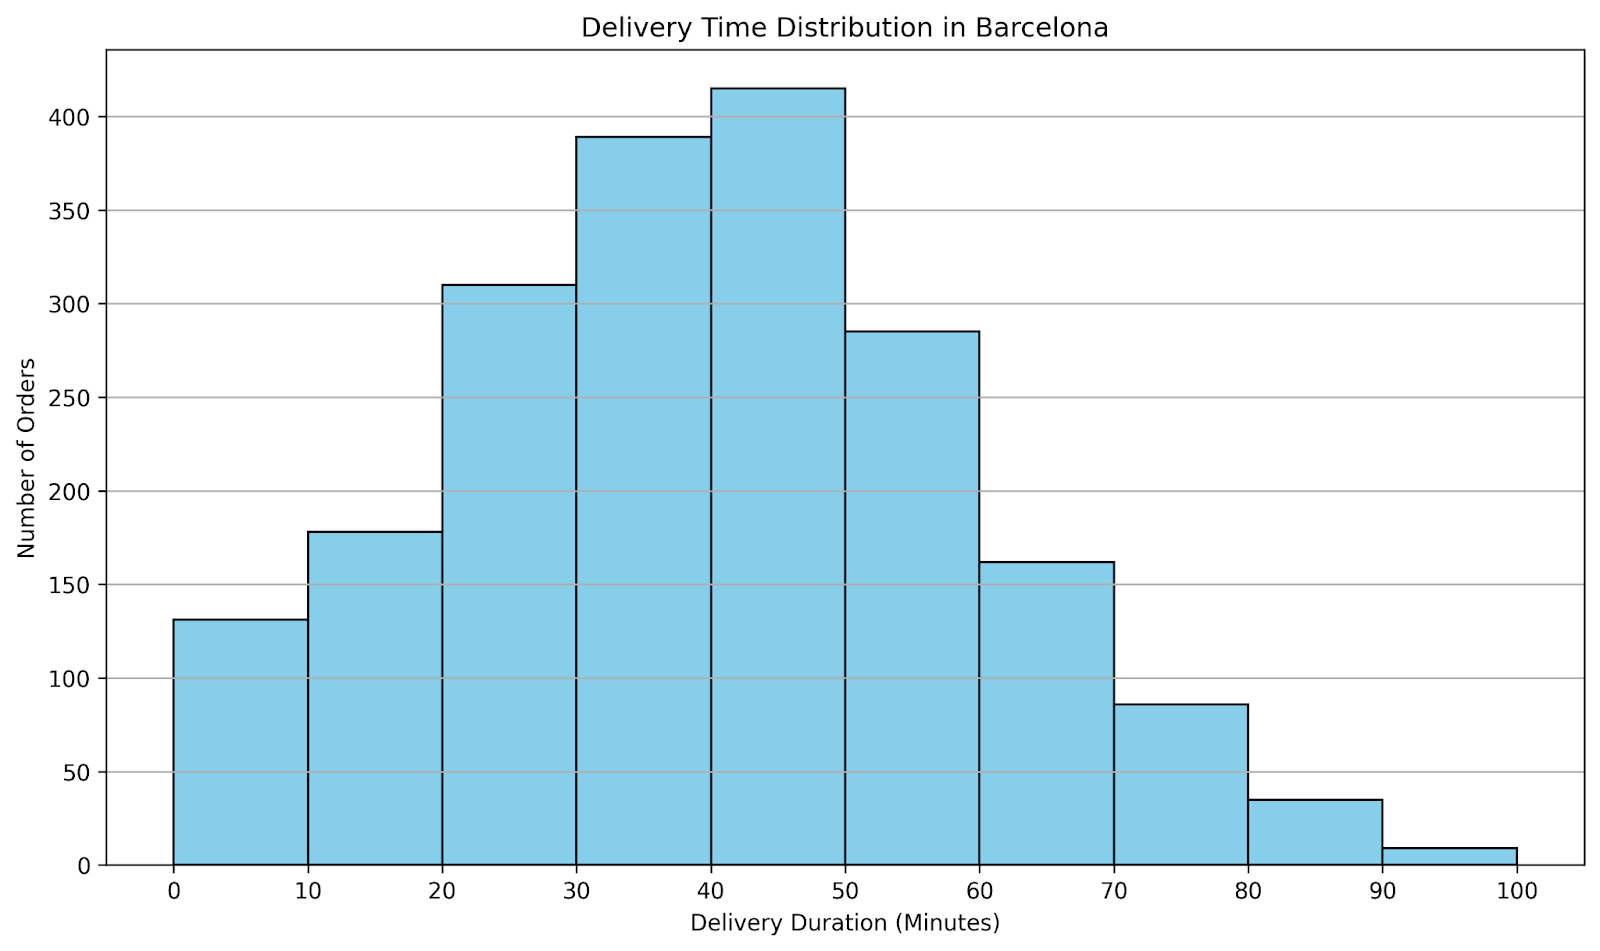 Delivery Time Distribution in Barcelona
400
350
300
250
200
150
100
50
0
Number of Orders
0 10 20 30 40 50 60 70 80 90 100
Delivery Duration (Minutes)